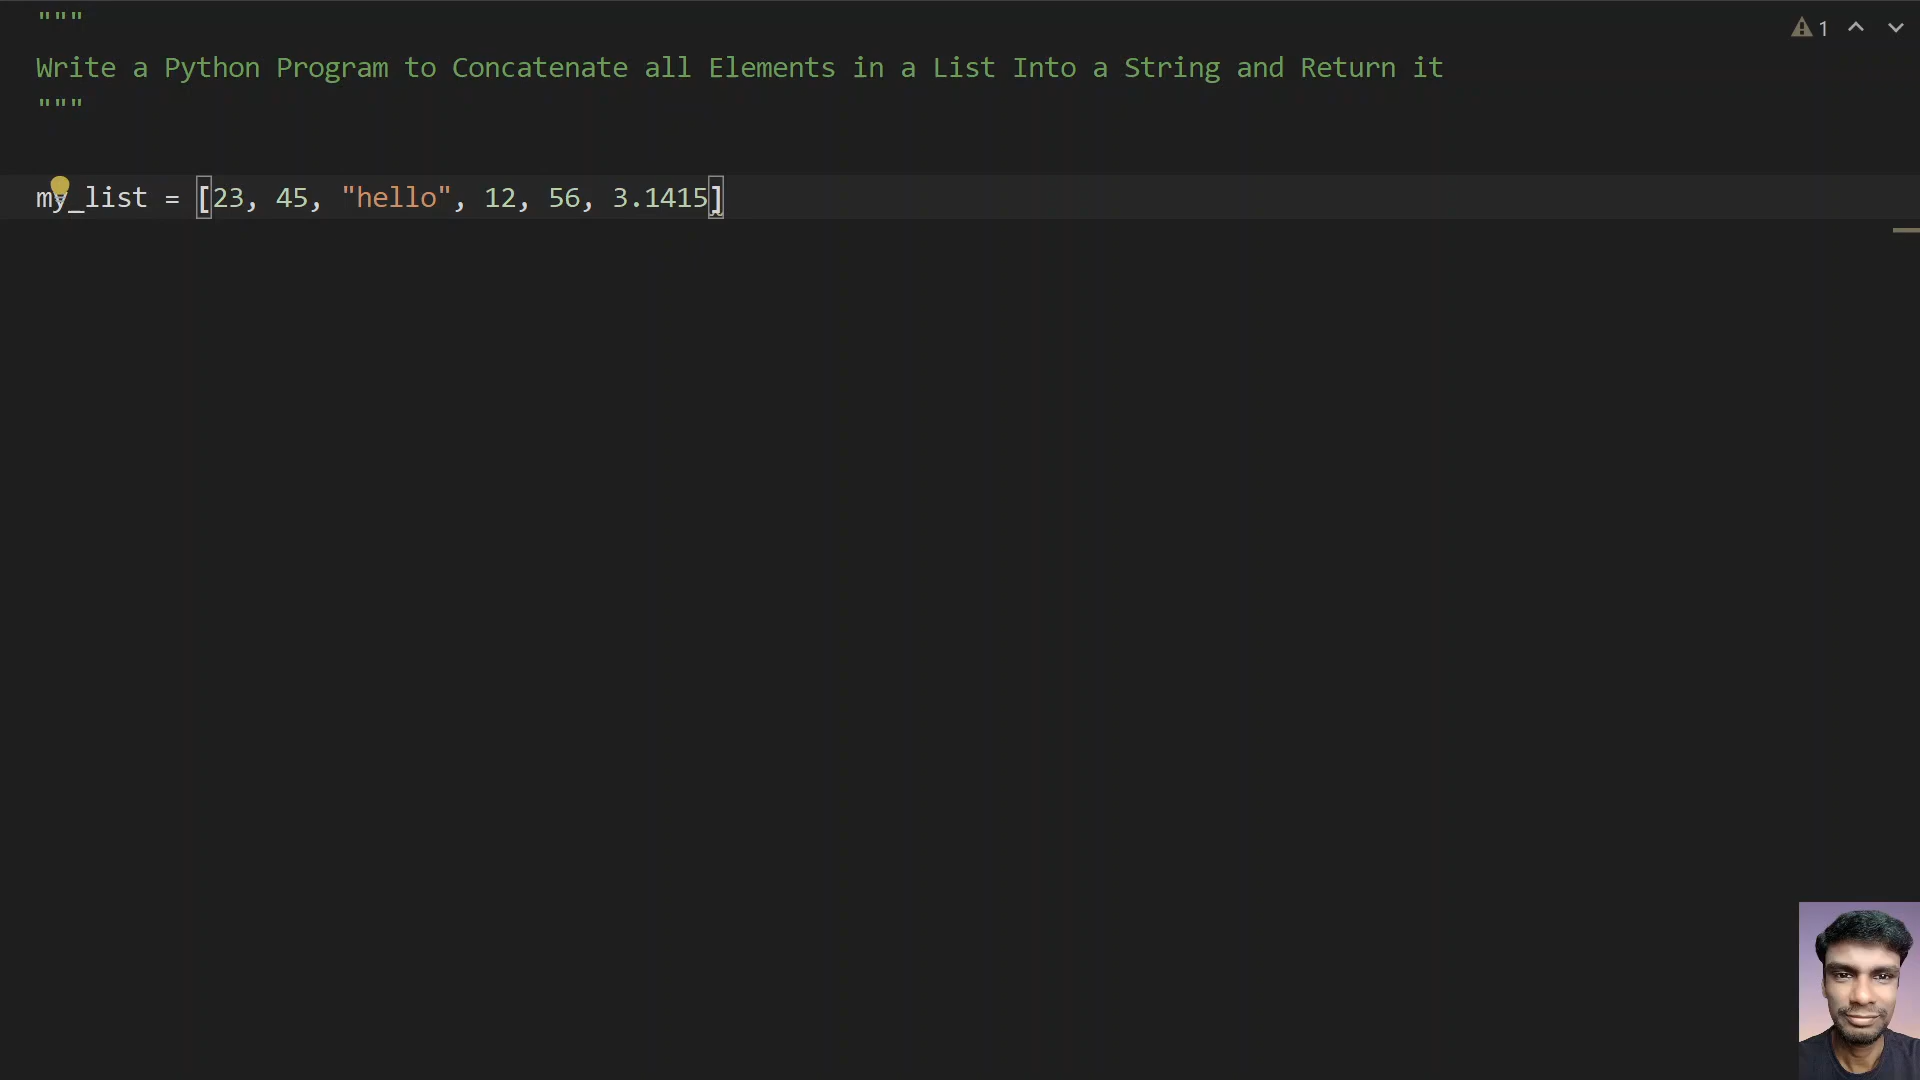 """
1
Write a Python Program to Concatenate all Elements in a List Into a String and Return it
"""
my_list = [23, 45, "hello", 12, 56, 3.1415]